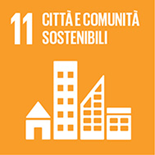 11 CITTÀ E COMUNITÀ
SOSTENIBILI